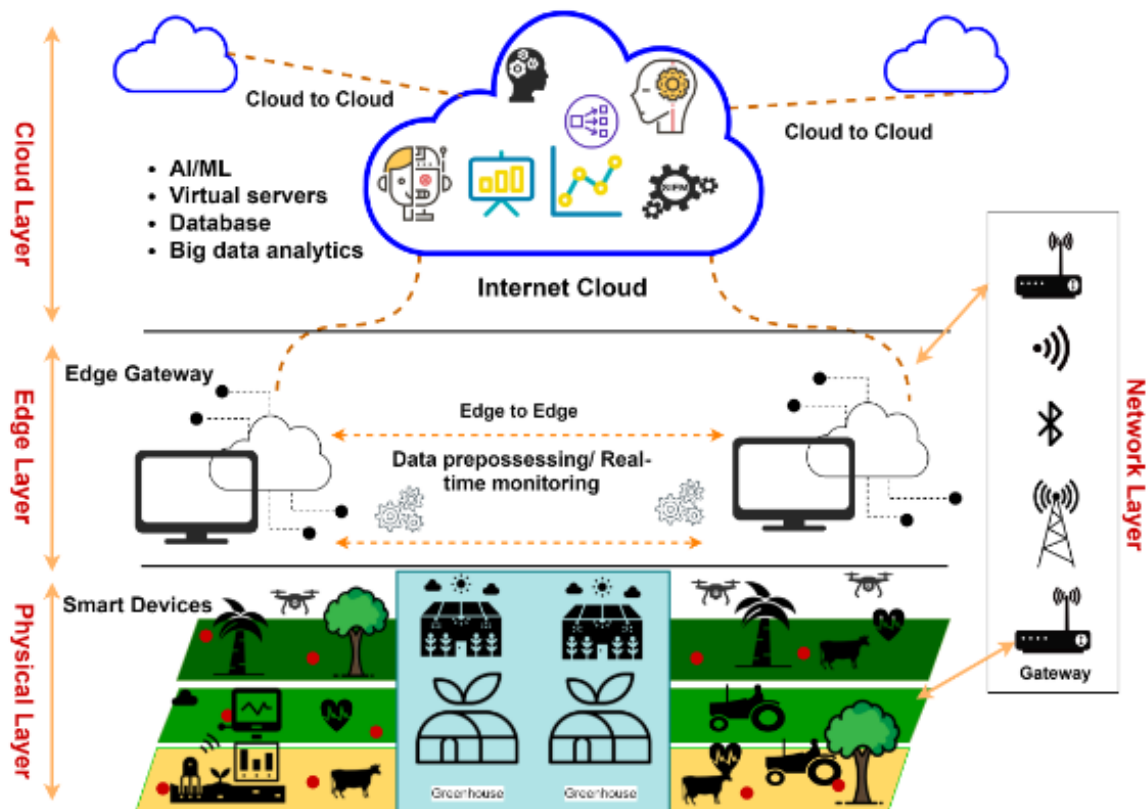 Cloud to Cloud
Cloud to Cloud
Cloud Layer
• AI/ML
• Virtual servers
• Database
• Big data analytics
Internet Cloud
Edge Layer
Edge Gateway
Edge to Edge
Data prepossessing/ Real-
time monitoring
Network Layer
Gateway
Physical Layer
Smart Devices
Greenhouse
Greenhouse